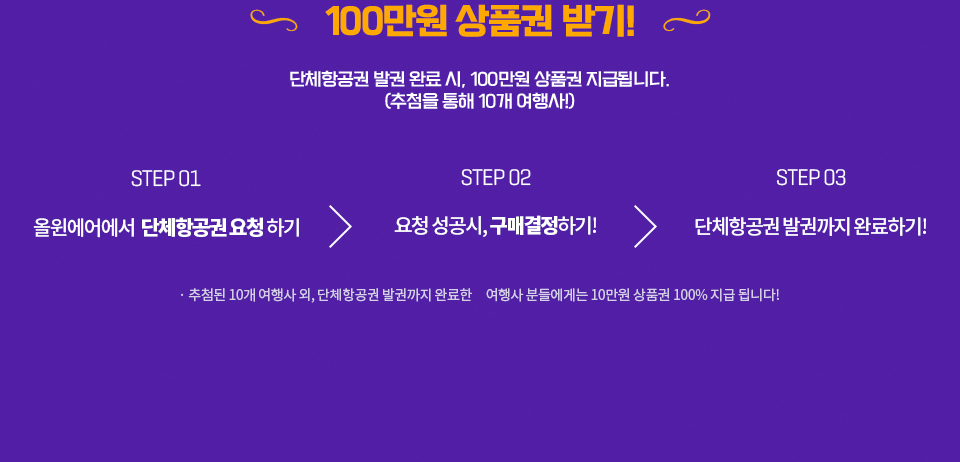 100만원 상품권 받기!
단체항공권 발권 완료 시, 100만원 상품권 지급됩니다.
(추첨을 통해 10개 여행사!)
STEP 01
올윈에어에서 단체항공권 요청 하기
STEP 02
요청 성공시, 구매결정하기!
STEP 03
단체항공권 발권까지 완료하기!
· 추첨된 10개 여행사 외, 단체항공권 발권까지 완료한 여행사 분들에게는 10만원 상품권 100% 지급 됩니다!